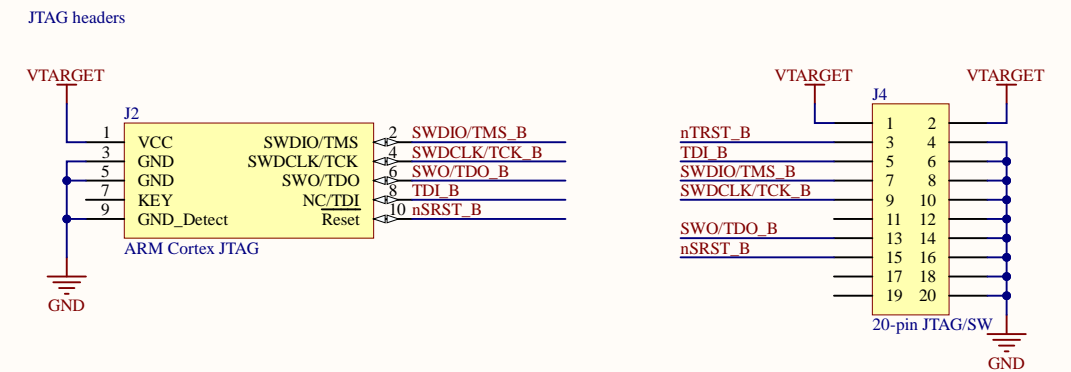 JTAG headers
VTARGET
J2
1 VCC SWDIO/TMS 2 SWDIO/TMS_B
3 GND SWDCLK/TCK 4 SWDCLK/TCK_B
5 GND SWO/TDO 6 SWO/TDO_B
7 KEY NC/TDI 8 TDI_B
9 GND_Detect Reset 10 nSRST_B
ARM Cortex JTAG
GND
VTARGET VTARGET
J4
1 2
nTRST_B 3 4
TDI_B 5 6
SWDIO/TMS_B 7 8
SWDCLK/TCK_B 9 10
11 12
SWO/TDO_B 13 14
nSRST_B 15 16
17 18
19 20
20-pin JTAG/SW
GND